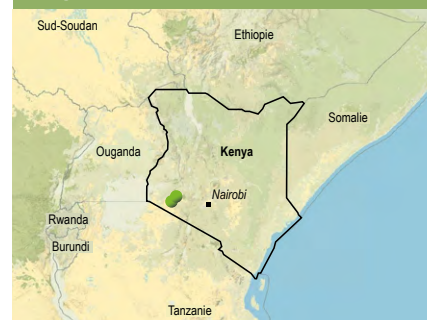 Sud-Soudan
Ethiopie
Somalie
Ouganda
Kenya
Nairobi
Rwanda
Burundi
Tanzanie